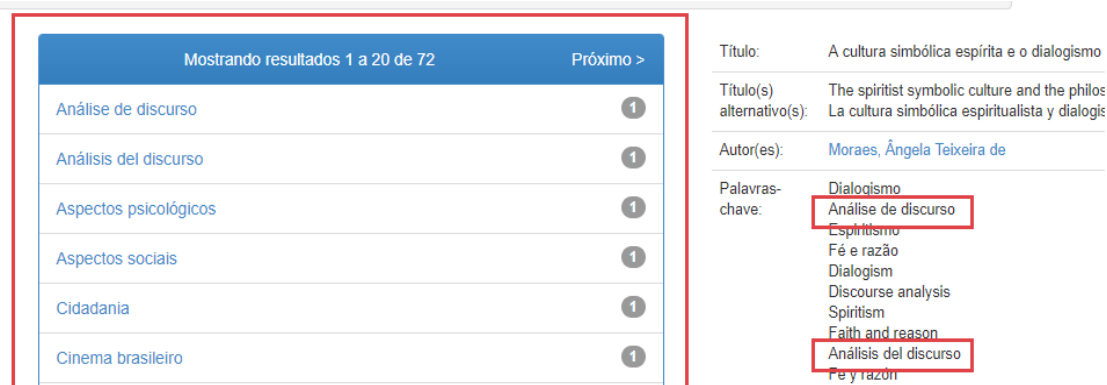 Mostrando resultados 1 a 20 de 72 Próximo >
Análise de discurso 1
Análisis del discurso 1
Aspectos psicológicos 1
Aspectos sociais 1
Cidadania 1
Cinema brasileiro 1
Título: A cultura simbólica espírita e o dialogismo
Título(s) The spiritist symbolic culture and the philos
alternativo(s): La cultura simbólica espiritualista y dialogis
Autor(es): Moraes, Ângela Teixeira de
Palavras- Dialogismo
chave: Análise de discurso
Espiritismo
Fé e razão
Dialogism
Discourse analysis
Spiritism
Faith and reason
Análisis del discurso
Fe y razón